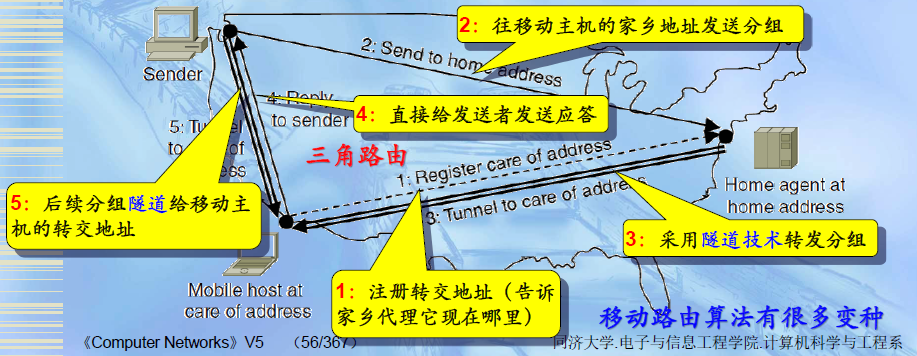 2: 往移动主机的家乡地址发送分组
2: Send to home address
Sender
4: Reply
to sender
4: 直接给发送者发送应答
5: Tu
to
of
ess
三角路由
1: Register care of address
Home agent at
home address
5: 后续分组隧道给移动主
机的转交地址
3: Tunnel to care of address
3: 采用隧道技术转发分组
Mobile host at
care of address
1: 注册转交地址（告诉
家乡代理它现在哪里）
移动路由算法有很多变种
《Computer Networks》V5 （56/367）
同济大学.电子与信息工程学院.计算机科学与工程系